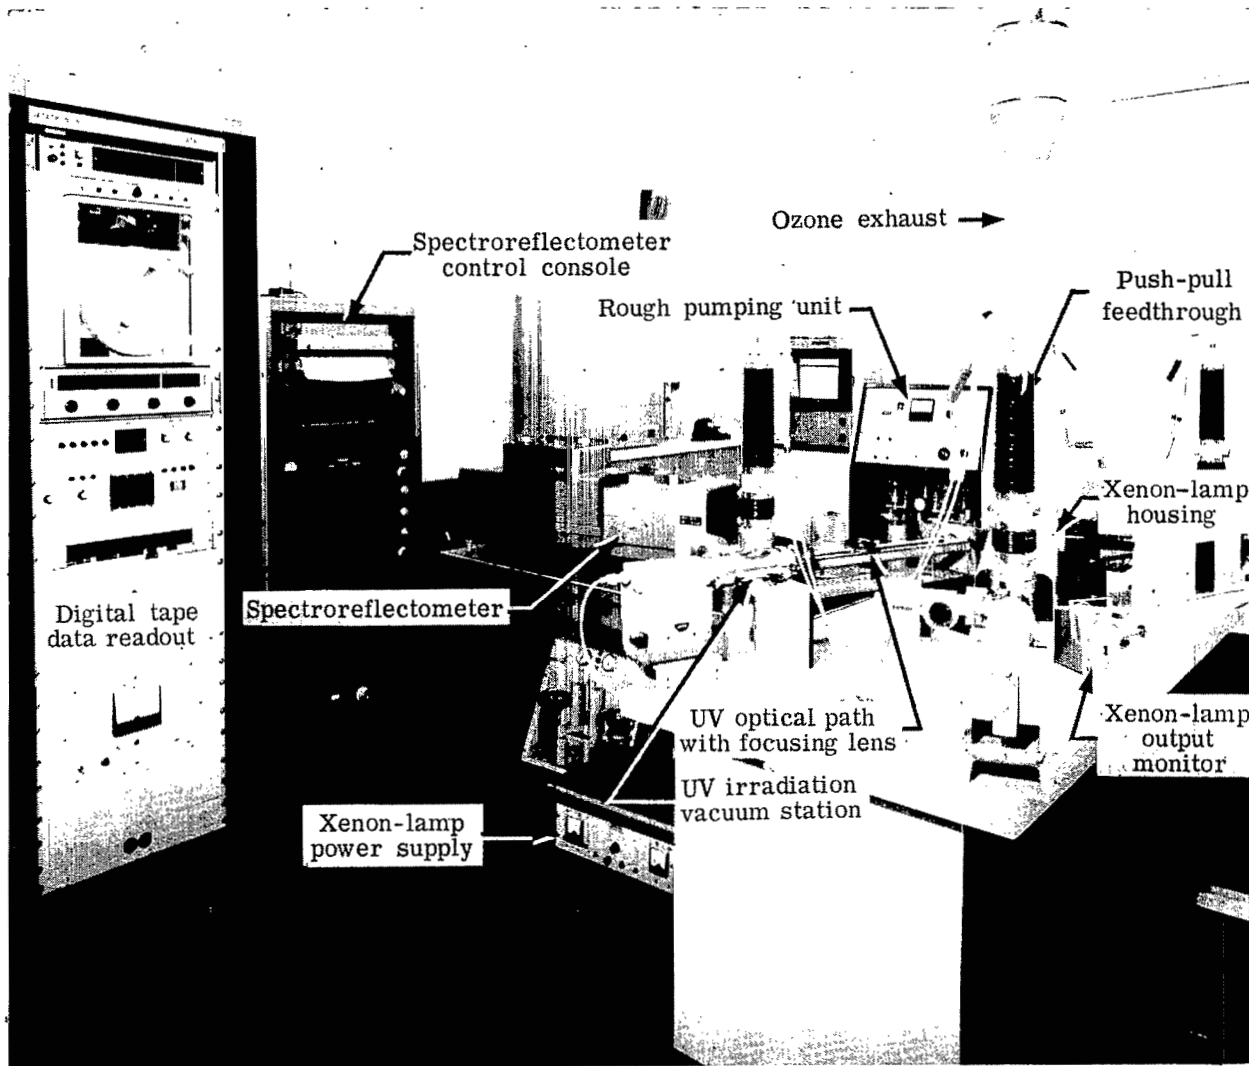 Ozone exhaust
Spectroreflectometer
control console
Rough pumping unit
Push-pull
feedthrough
Xenon-lamp
housing
Digital tape
data readout
Spectroreflectometer
UV optical path
with focusing lens
Xenon-lamp
output
monitor
UV irradiation
vacuum station
Xenon-lamp
power supply